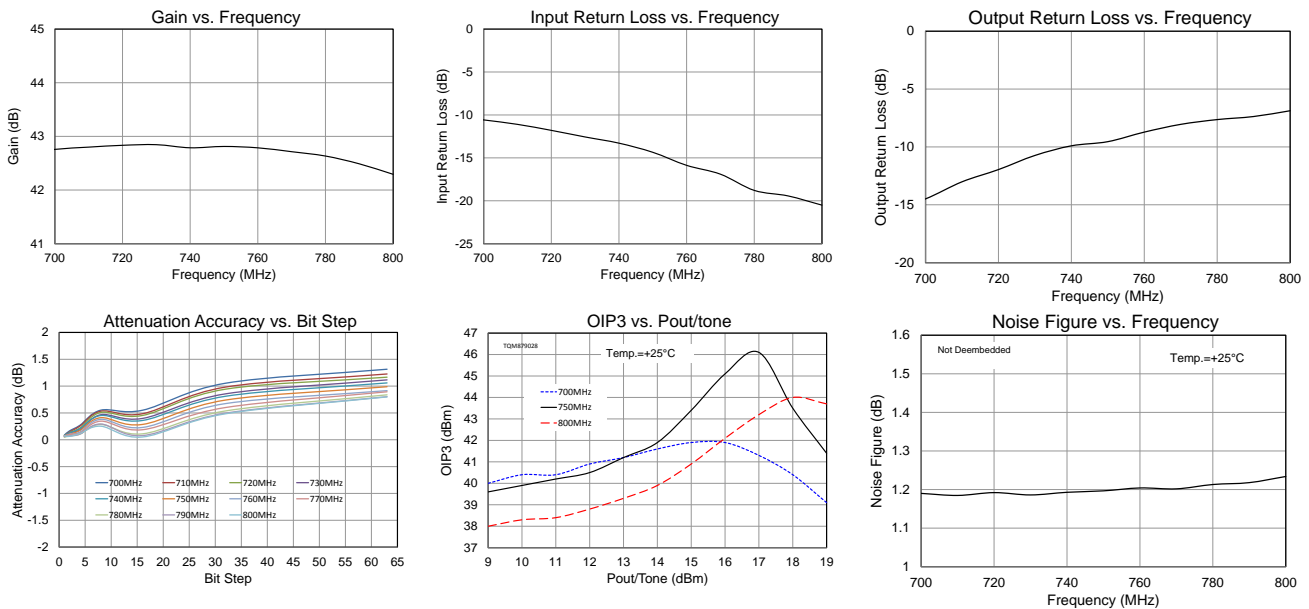 Gain vs. Frequency
45
44
43
42
41
Gain (dB)
700 720 740 760 780 800
Frequency (MHz)
Input Return Loss vs. Frequency
0
-5
-10
-15
-20
-25
Input Return Loss (dB)
700 720 740 760 780 800
Frequency (MHz)
Output Return Loss vs. Frequency
0
-5
-10
-15
-20
Output Return Loss (dB)
700 720 740 760 780 800
Frequency (MHz)
Attenuation Accuracy vs. Bit Step
2
1.5
1
0.5
0
-0.5
-1
-1.5
-2
Attenuation Accuracy (dB)
700MHz 710MHz 720MHz 730MHz
740MHz 750MHz 760MHz 770MHz
780MHz 790MHz 800MHz
0 5 10 15 20 25 30 35 40 45 50 55 60 65
Bit Step
OIP3 vs. Pout/tone
TQM879028
Temp.=+25°C
47
46
45
44
43
42
41
40
39
38
37
OIP3 (dBm)
700MHz
750MHz
800MHz
9 10 11 12 13 14 15 16 17 18 19
Pout/Tone (dBm)
Noise Figure vs. Frequency
Not Deembedded
Temp.=+25°C
1.6
1.5
1.4
1.3
1.2
1.1
1
Noise Figure (dB)
700 720 740 760 780 800
Frequency (MHz)